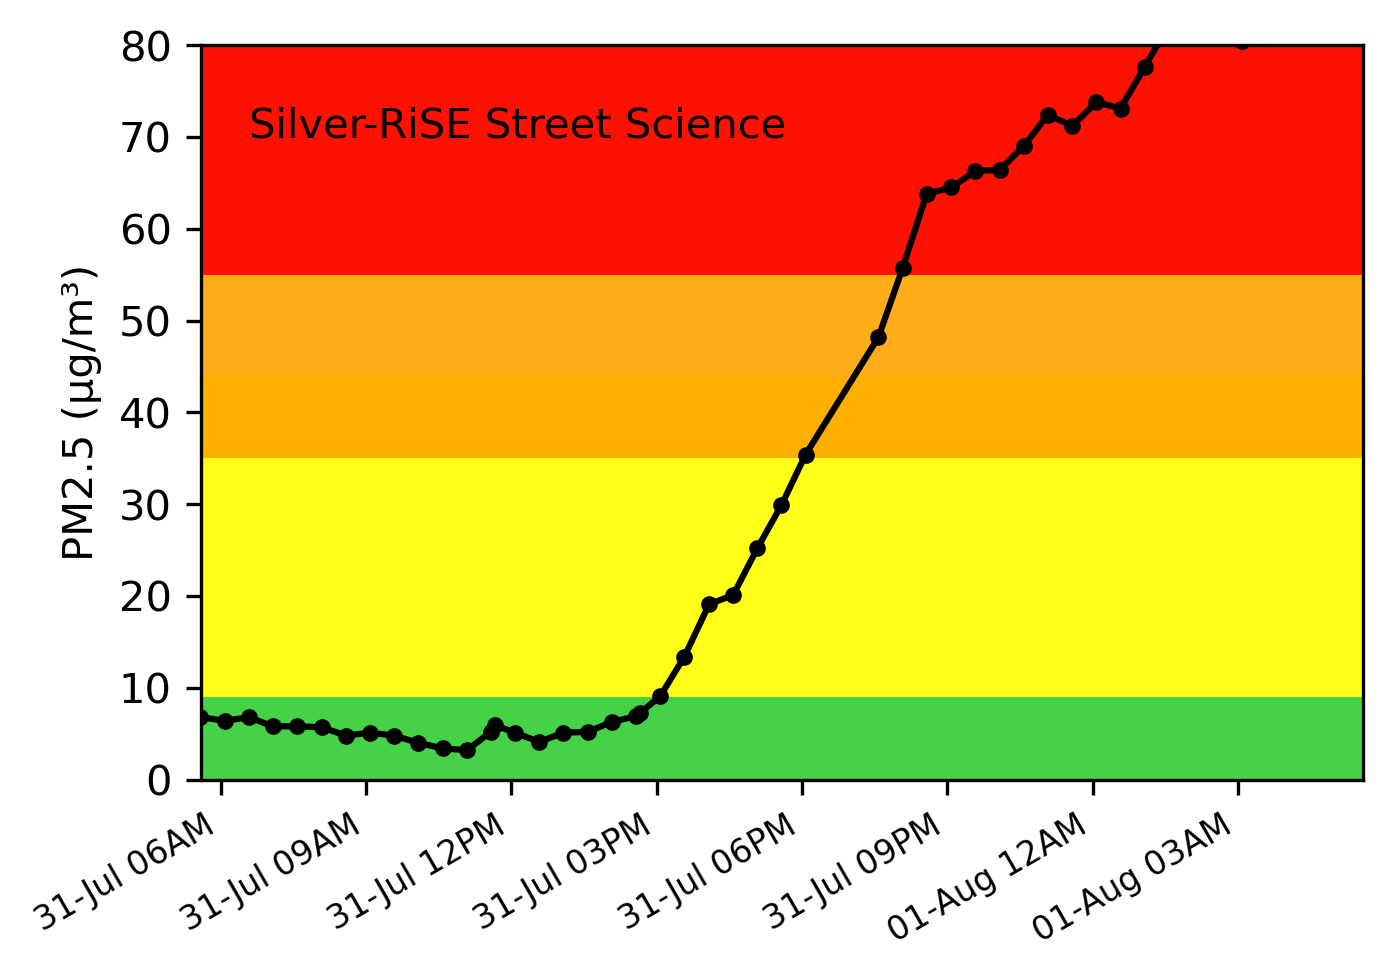 Silver-RiSE Street Science
PM2.5 (µg/m³)
80
70
60
50
40
30
20
10
0
31-Jul 06AM
31-Jul 09AM
31-Jul 12PM
31-Jul 03PM
31-Jul 06PM
31-Jul 09PM
01-Aug 12AM
01-Aug 03AM